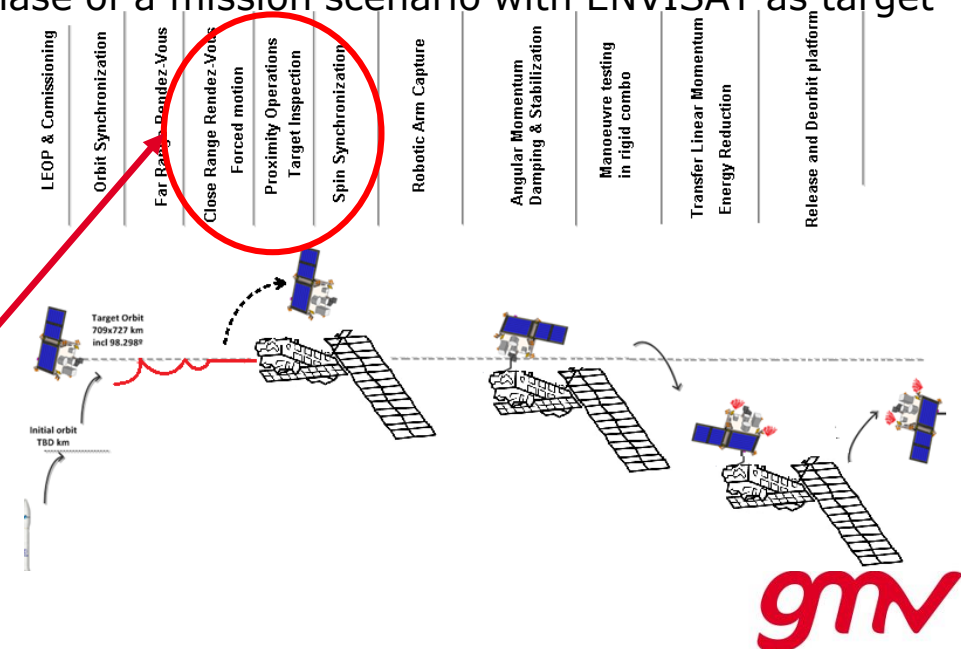 hase of a mission scenario with ENVISAT as target
LEOP & Comissioning
Orbit Synchronization
Far Range Rendez-Vous
Close Range Rendez-Vous
Forced motion
Proximity Operations
Target Inspection
Spin Synchronization
Robotic Arm Capture
Angular Momentum
Damping & Stabilization
Manoeuvre testing
in rigid combo
Transfer Linear Momentum
Energy Reduction
Release and Deorbit platform
Target Orbit
709x727 km
incl 98.298º
Initial orbit
TBD km
gmv